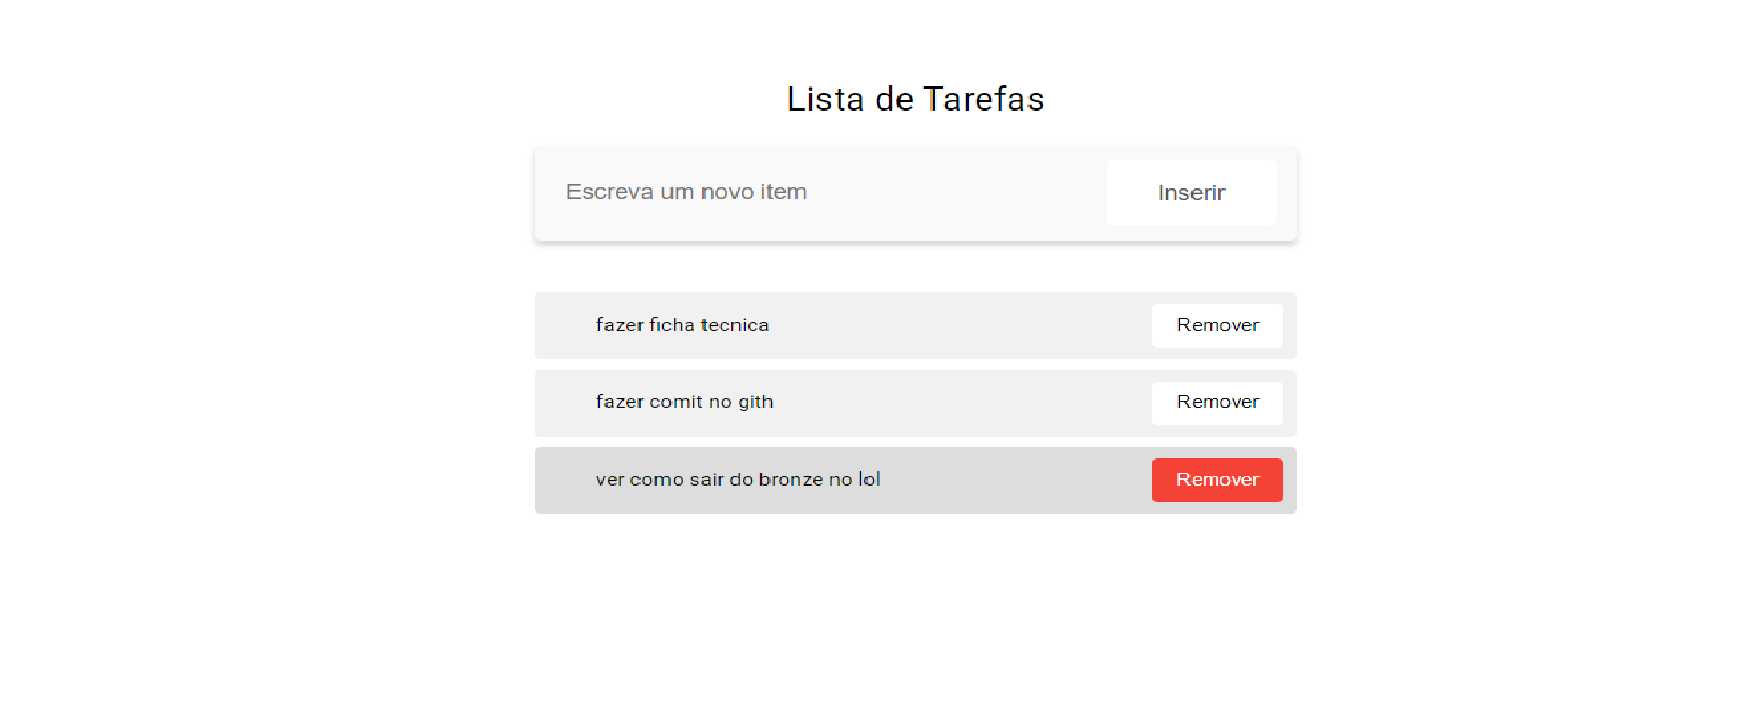 Lista de Tarefas
Escreva um novo item
Inserir
fazer ficha tecnica
Remover
fazer comit no gith
Remover
ver como sair do bronze no lol
Remover